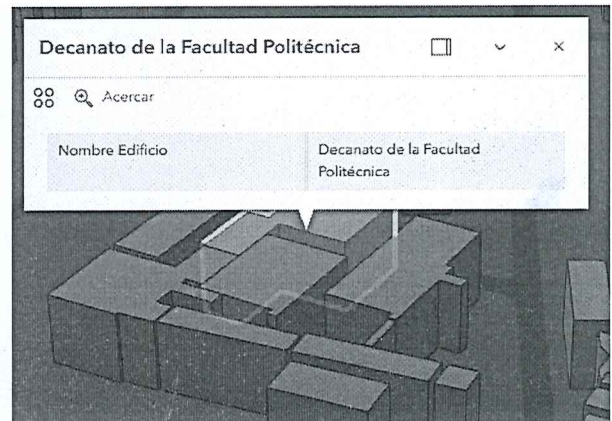 Decanato de la Facultad Politécnica
Acercar
Nombre Edificio
Decanato de la Facultad
Politécnica